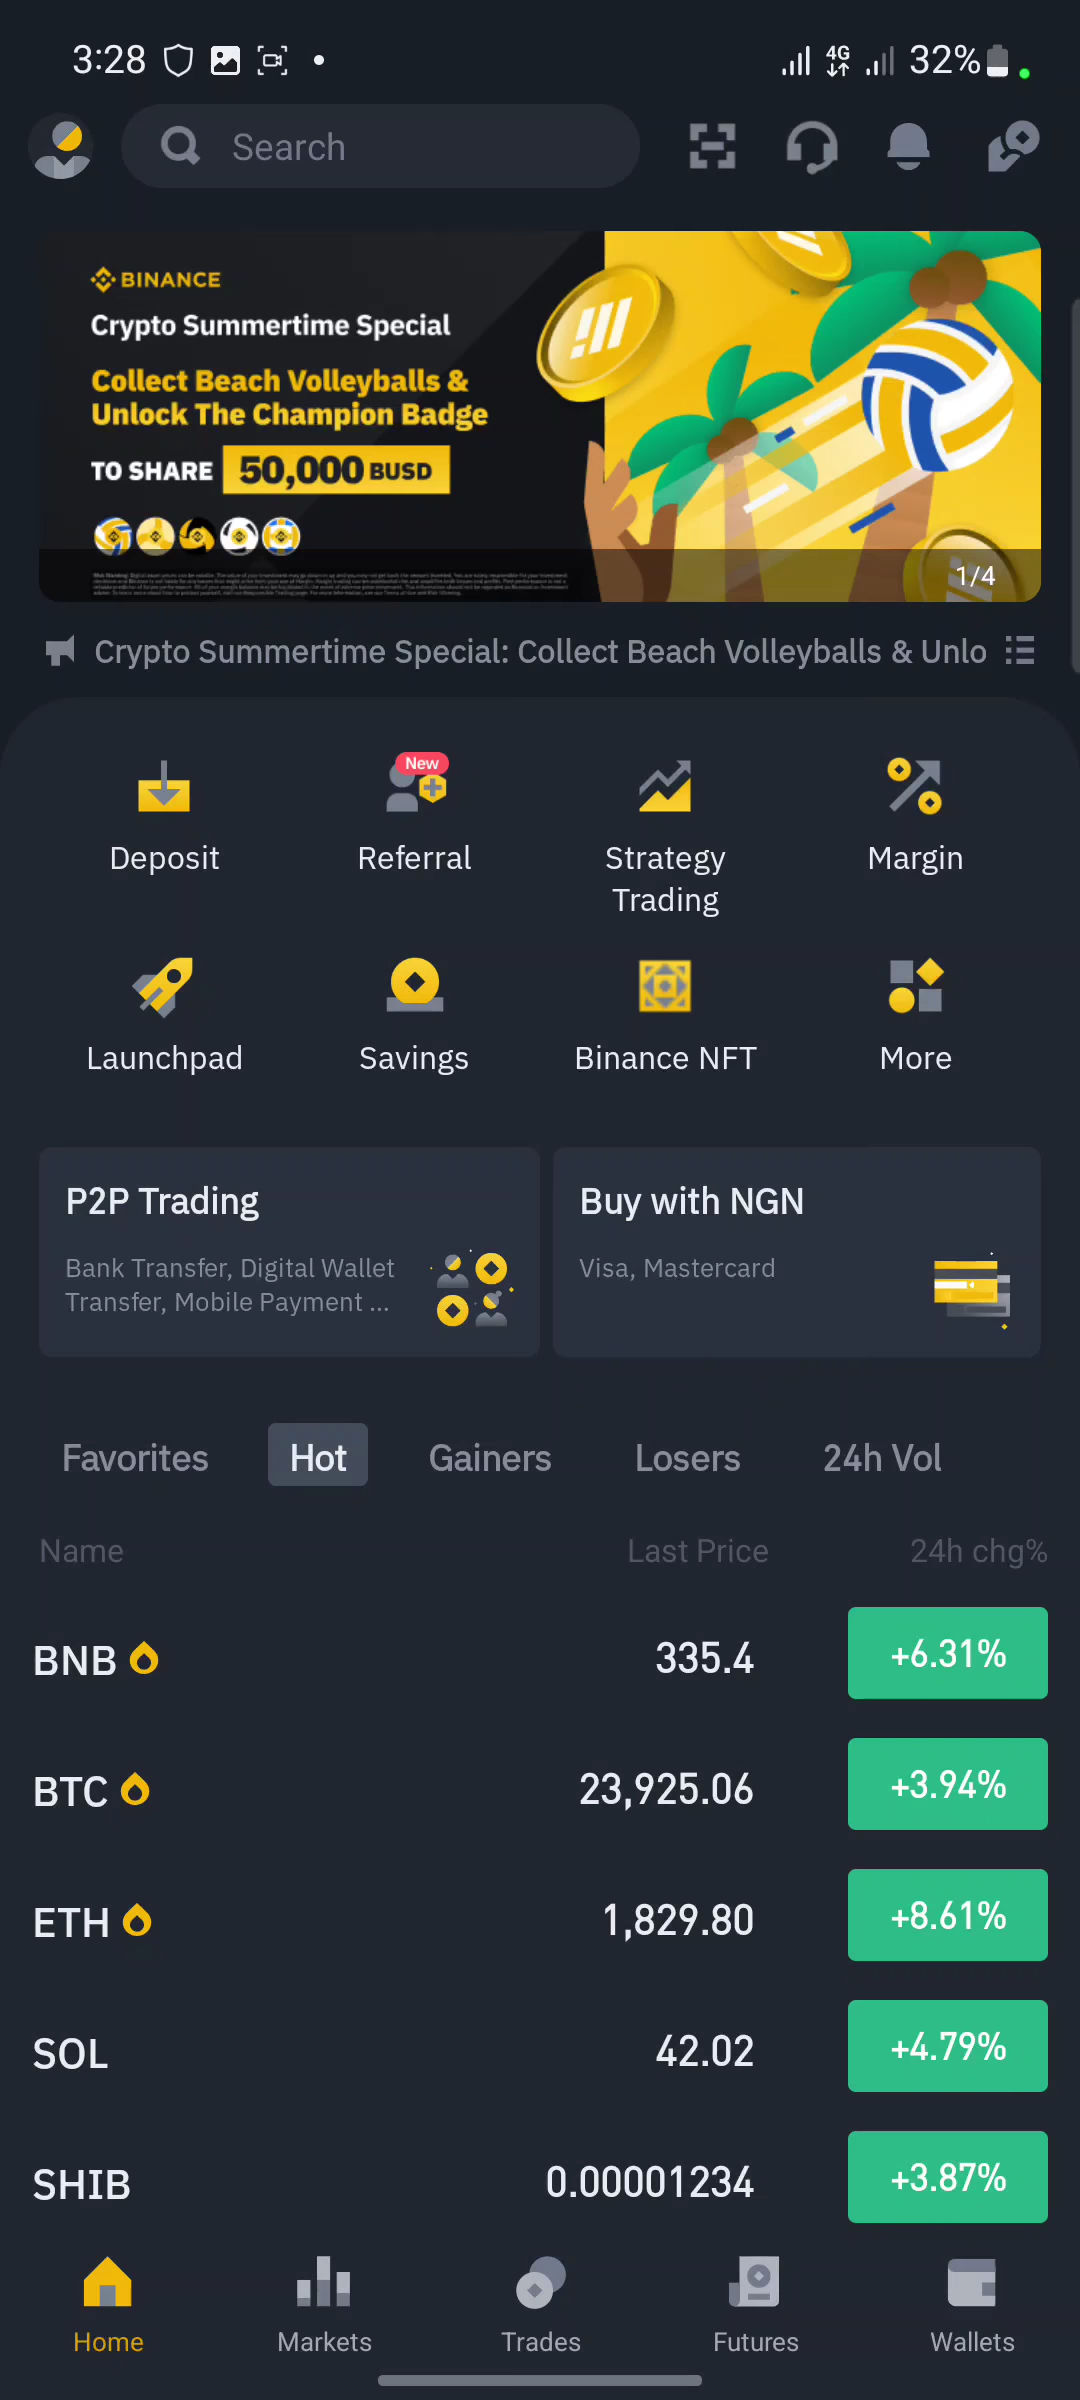 3:28
4G
32%
Search
BINANCE
Crypto Summertime Special
Collect Beach Volleyballs &
Unlock The Champion Badge
TO SHARE 50,000 BUSD
1/4
Crypto Summertime Special: Collect Beach Volleyballs & Unlo
New
Deposit
Referral
Strategy
Trading
Margin
Launchpad
Savings
Binance NFT
More
P2P Trading
Bank Transfer, Digital Wallet
Transfer, Mobile Payment ...
Buy with NGN
Visa, Mastercard
Favorites
Hot
Gainers
Losers
24h Vol
Name
Last Price
24h chg%
BNB
335.4
+6.31%
BTC
23,925.06
+3.94%
ETH
1,829.80
+8.61%
SOL
42.02
+4.79%
SHIB
0.00001234
+3.87%
Home
Markets
Trades
Futures
Wallets